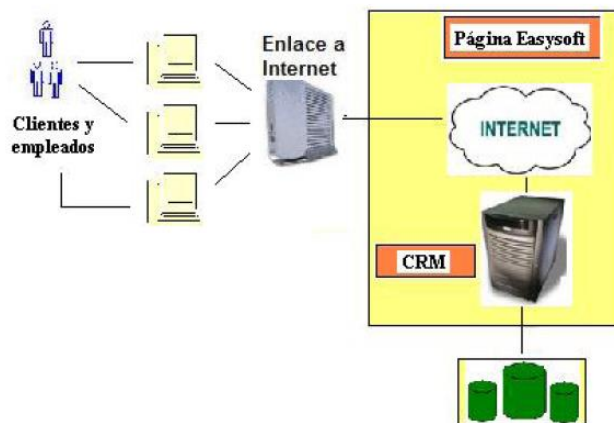 Página Easysoft
Enlace a
Internet
INTERNET
Clientes y
empleados
CRM